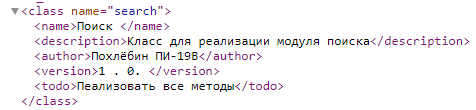 ▼<class name="search">
<name>Поиск </name>
<description>Класс для реализации модуля поиска</description>
<author>Похлёбин ПИ-19В</author>
<version>1 . 0. </version>
<todo>Пеализовать все методы</todo>
</class>